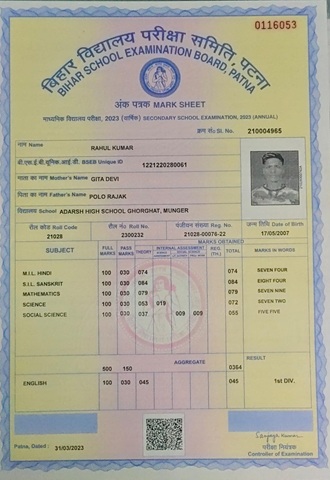 0116053
बिहार विद्यालय परीक्षा समिति, पटना
BIHAR SCHOOL EXAMINATION BOARD, PATNA
अंक पत्रक MARK SHEET
माध्यमिक विद्यालय परीक्षा, 2023 (वार्षिक) SECONDARY SCHOOL EXAMINATION, 2023 (ANNUAL)
क्रम सं० Sl. No. 210004965
नाम Name RAHUL KUMAR
बी.एस.ई.बी.यूनिक.आई.डी. BSEB Unique ID 1221220280061
माता का नाम Mother's Name GITA DEVI
पिता का नाम Father's Name POLO RAJAK
विद्यालय School ADARSH HIGH SCHOOL GHORGHAT, MUNGER
रौल कोड Roll Code रौल नं० Roll No. पंजीयन संख्या Reg. No. जन्म तिथि Date of Birth
21028 2300232 21028-00076-22 17/05/2007
MARKS OBTAINED
SUBJECT FULL MARKS PASS MARKS THEORY INTERNAL ASSESSMENT REG. (TH.) TOTAL MARKS IN WORDS
M.I.L. HINDI 100 030 074 074 SEVEN FOUR
S.I.L. SANSKRIT 100 030 084 084 EIGHT FOUR
MATHEMATICS 100 030 079 079 SEVEN NINE
SCIENCE 100 030 053 019 072 SEVEN TWO
SOCIAL SCIENCE 100 030 037 009 009 055 FIVE FIVE
AGGREGATE RESULT
500 150 0364
ENGLISH 100 030 045 045 1st DIV.
Patna, Dated : 31/03/2023
परीक्षा नियंत्रक
Controller of Examination